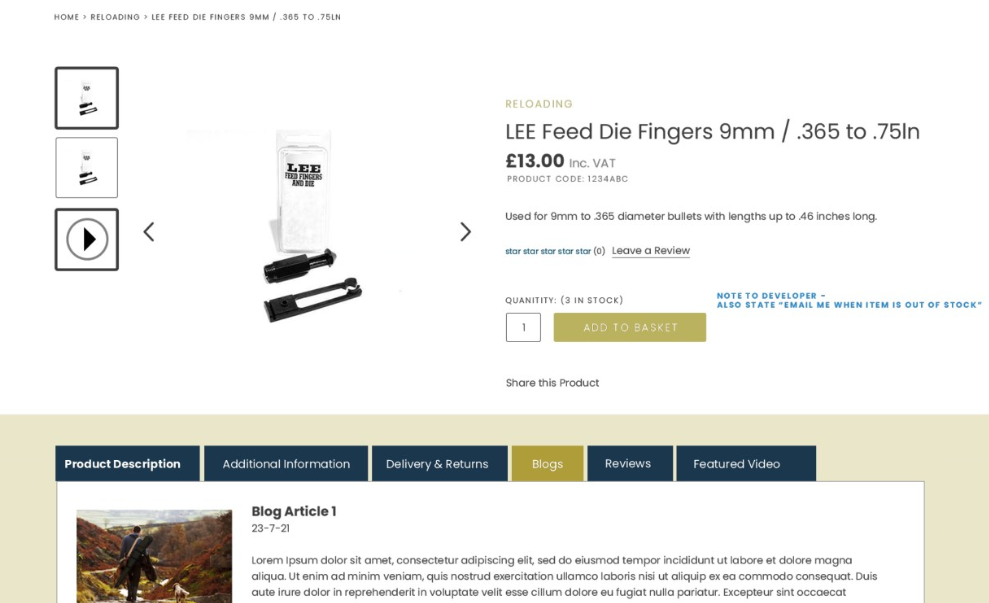 HOME > RELOADING > LEE FEED DIE FINGERS 9MM / .365 TO .75LN
LEE
FEED FINGERS
AND DIE
RELOADING
LEE Feed Die Fingers 9mm / .365 to .75ln
£13.00 Inc. VAT
PRODUCT CODE: 1234ABC
Used for 9mm to .365 diameter bullets with lengths up to .46 inches long.
star star star star star (0) Leave a Review
QUANTITY: (3 IN STOCK)
NOTE TO DEVELOPER -
ALSO STATE "EMAIL ME WHEN ITEM IS OUT OF STOCK"
1 ADD TO BASKET
Share this Product
Product Description Additional Information Delivery & Returns Blogs Reviews Featured Video
Blog Article 1
23-7-21
Lorem Ipsum dolor sit amet, consectetur adipiscing elit, sed do eiusmod tempor incididunt ut labore et dolore magna
aliqua. Ut enim ad minim veniam, quis nostrud exercitation ullamco laboris nisi ut aliquip ex ea commodo consequat. Duis
aute irure dolor in reprehenderit in voluptate velit esse cillum dolore eu fugiat nulla pariatur. Excepteur sint occaecat